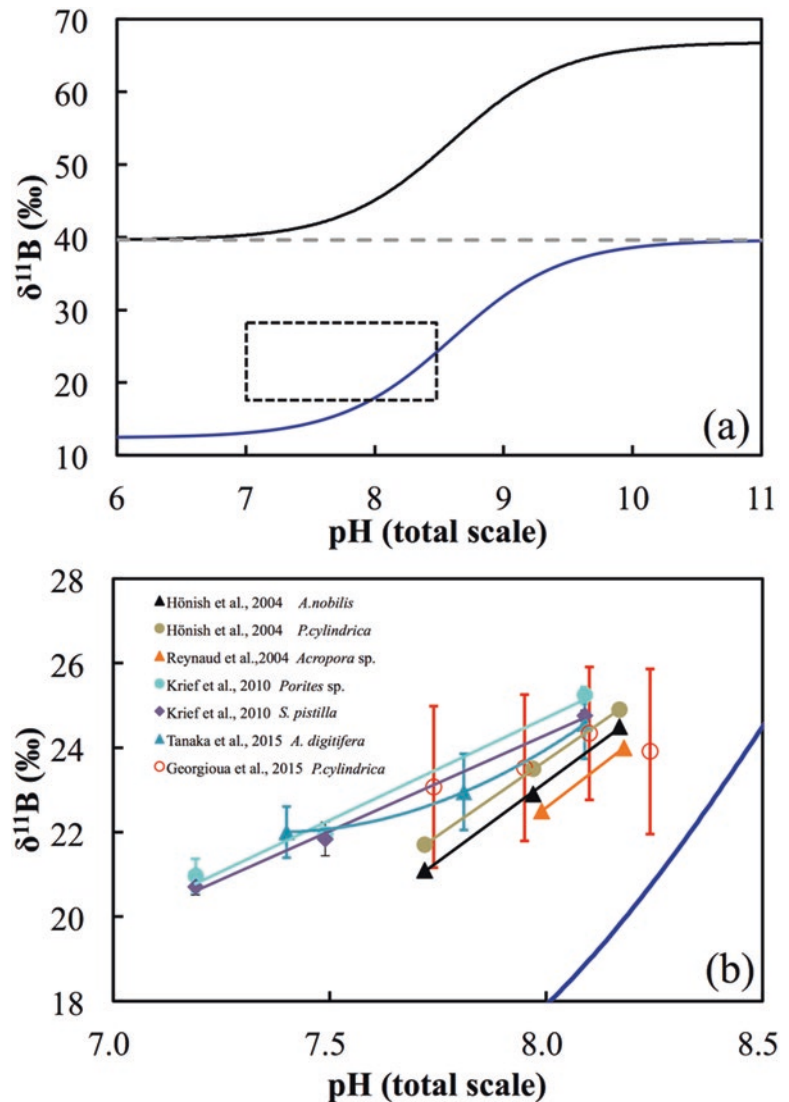 70
60
50
40
30
20
10
δ¹¹B (‰)
(a)
6 7 8 9 10 11
pH (total scale)
28
26
24
22
20
18
δ¹¹B (‰)
Hönish et al., 2004 A.nobilis
Hönish et al., 2004 P.cylindrica
Reynaud et al.,2004 Acropora sp.
Krief et al., 2010 Porites sp.
Krief et al., 2010 S. pistilla
Tanaka et al., 2015 A. digitifera
Georgioua et al., 2015 P.cylindrica
(b)
7.0 7.5 8.0 8.5
pH (total scale)